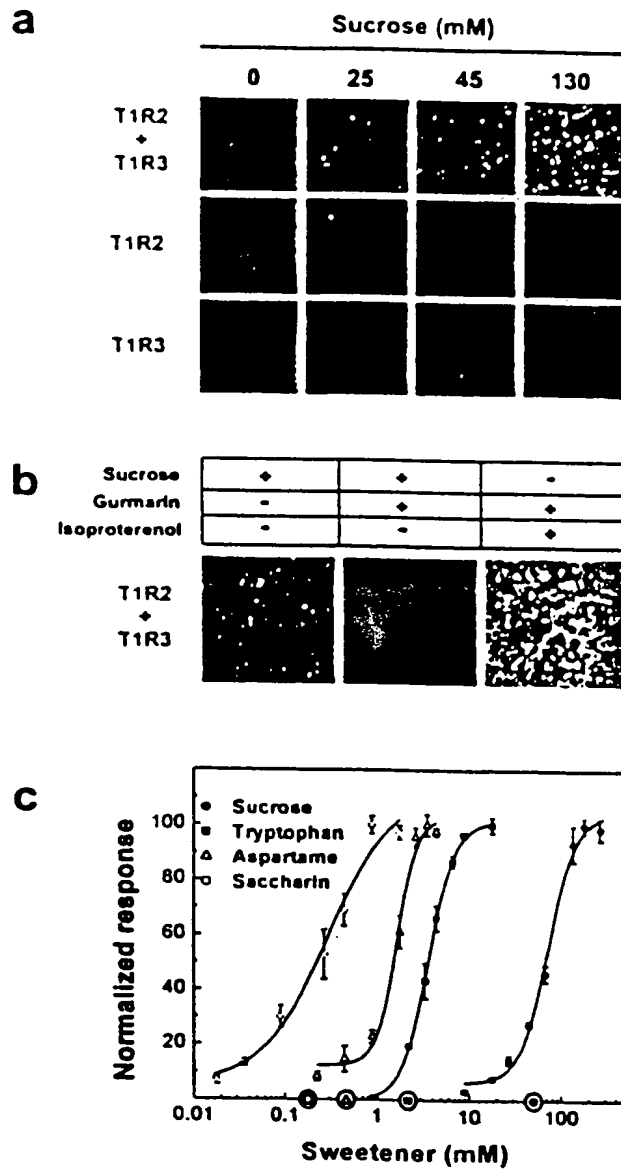 a
Sucrose (mM)
0 25 45 130
T1R2
+
T1R3
T1R2
T1R3
b
Sucrose + + -
Gurmarin - + +
Isoproterenol - - +
T1R2
+
T1R3
c
Normalized response
100
80
60
40
20
Sucrose
Tryptophan
Aspartame
Saccharin
0.01 0.1 1 10 100
Sweetener (mM)